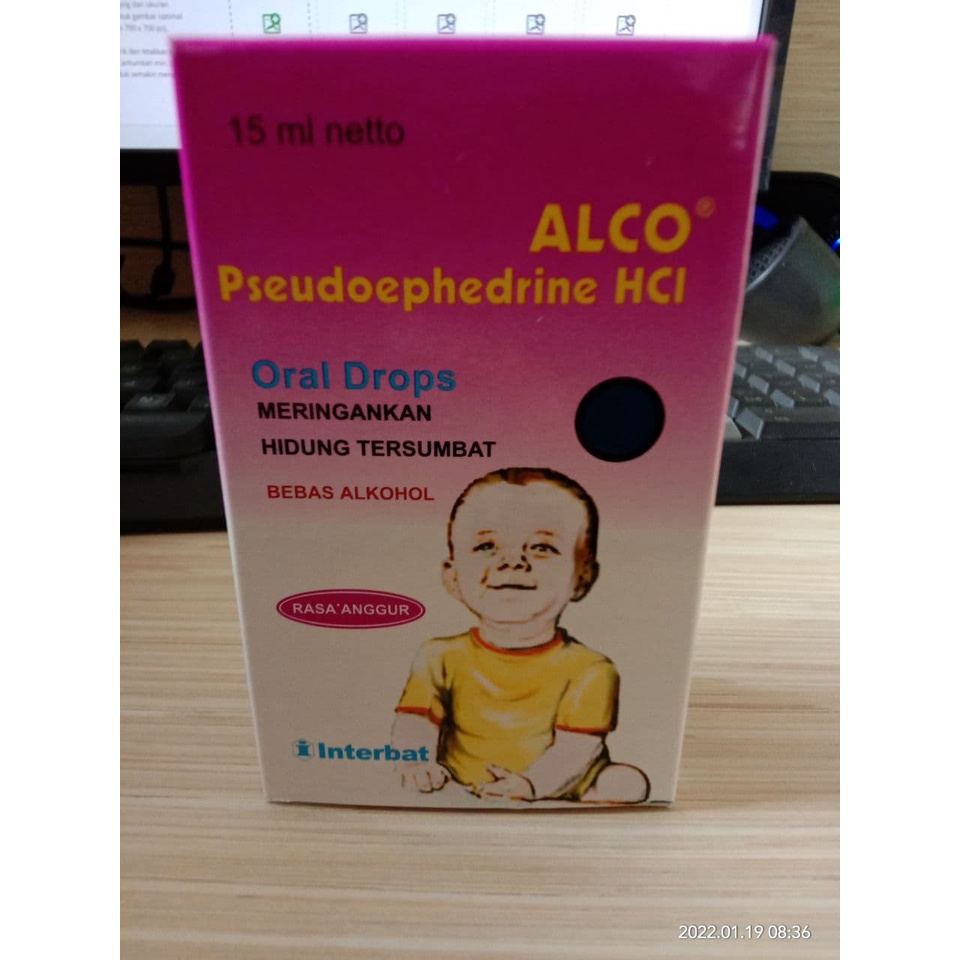 15 ml netto
ALCO®
Pseudoephedrine HCl
Oral Drops
MERINGANKAN
HIDUNG TERSUMBAT
BEBAS ALKOHOL
RASA ANGGUR
Interbat
2022.01.19 08:36